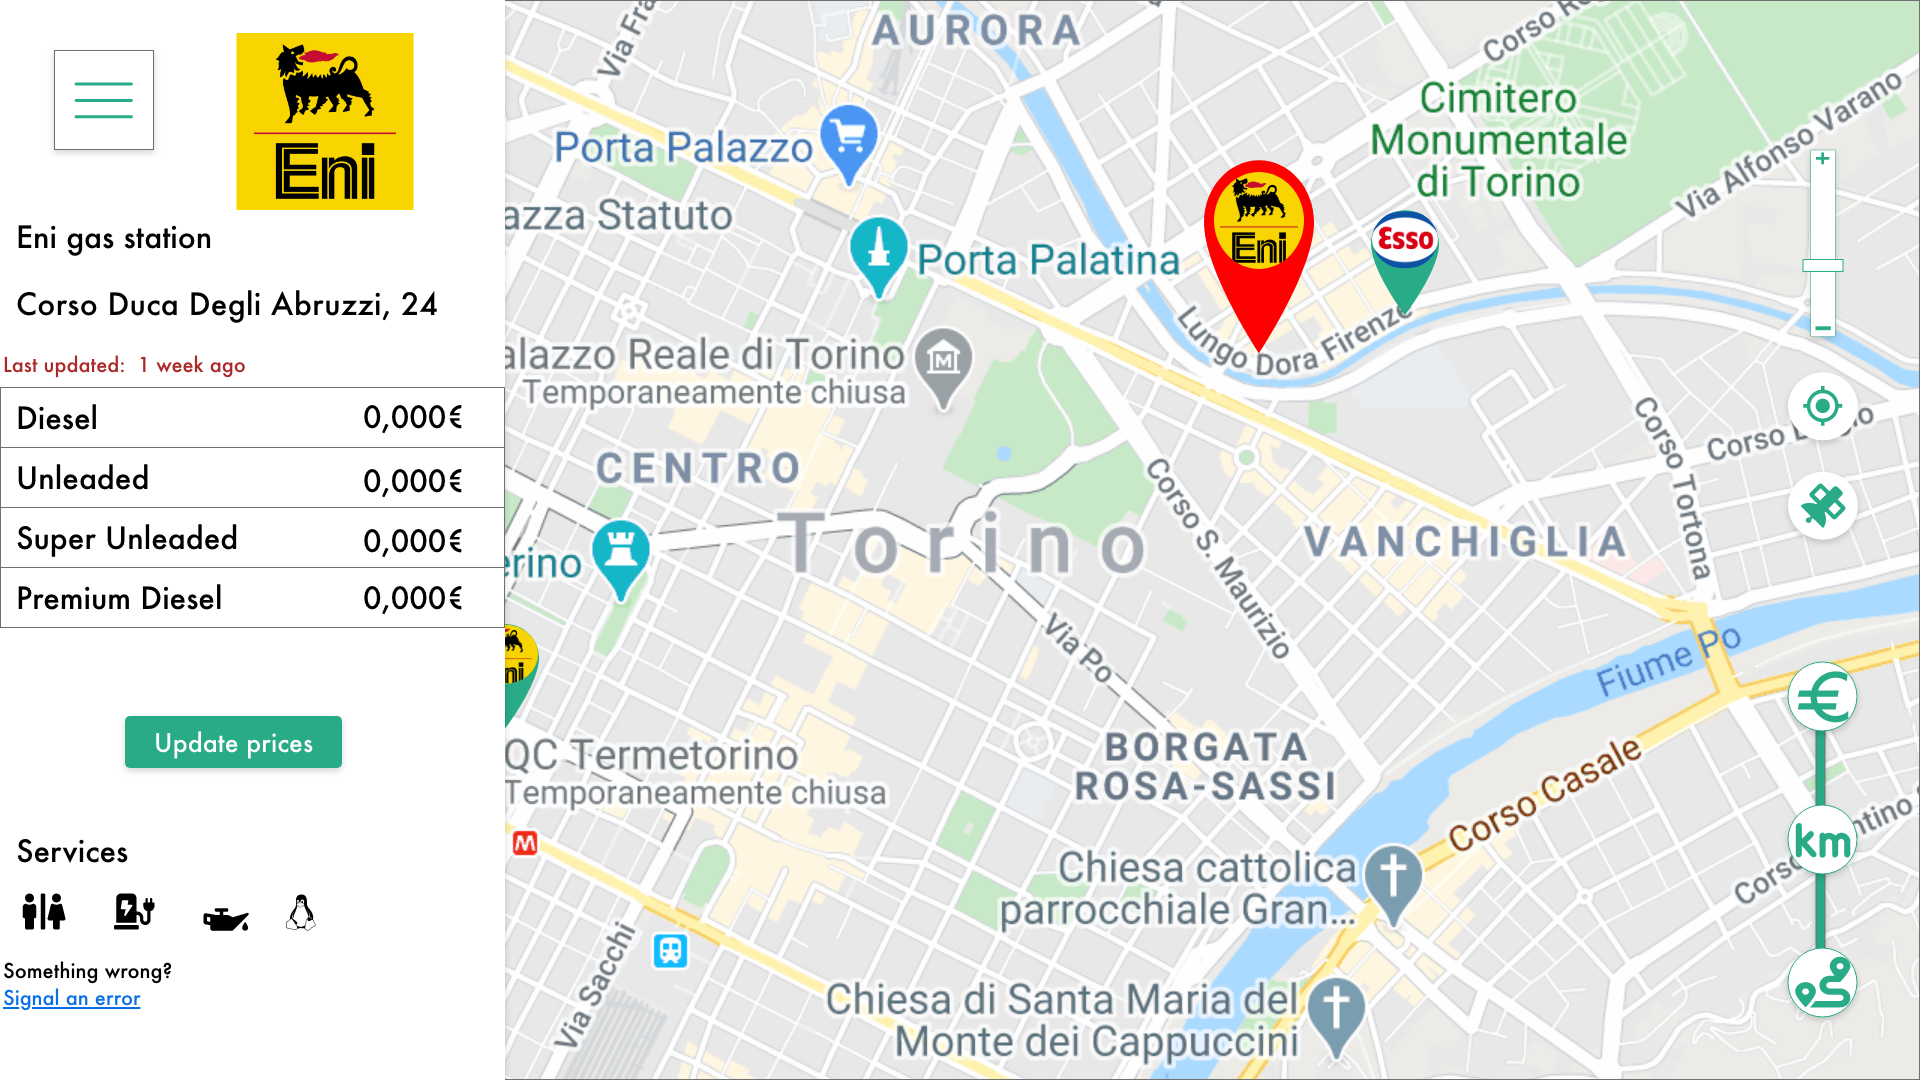 Eni
Eni gas station
Corso Duca Degli Abruzzi, 24
Last updated: 1 week ago
Diesel 0,000€
Unleaded 0,000€
Super Unleaded 0,000€
Premium Diesel 0,000€
Update prices
Services
Something wrong?
Signal an error
AURORA
Via Fra
Corso Ro
Porta Palazzo
Cimitero
Monumentale
di Torino
Via Alfonso Varano
azza Statuto
Porta Palatina
Eni
Esso
Lungo Dora Firenze
alazzo Reale di Torino
Temporaneamente chiusa
M
CENTRO
Torino
erino
Corso S. Maurizio
VANCHIGLIA
Corso Tortona
Corso
+
−
Via Po
Fiume Po
ni
QC Termetorino
Temporaneamente chiusa
M
BORGATA
ROSA-SASSI
Corso Casale
€
km
ntino
Corso
Chiesa cattolica
parrocchiale Gran...
Via Sacchi
Chiesa di Santa Maria del
Monte dei Cappuccini